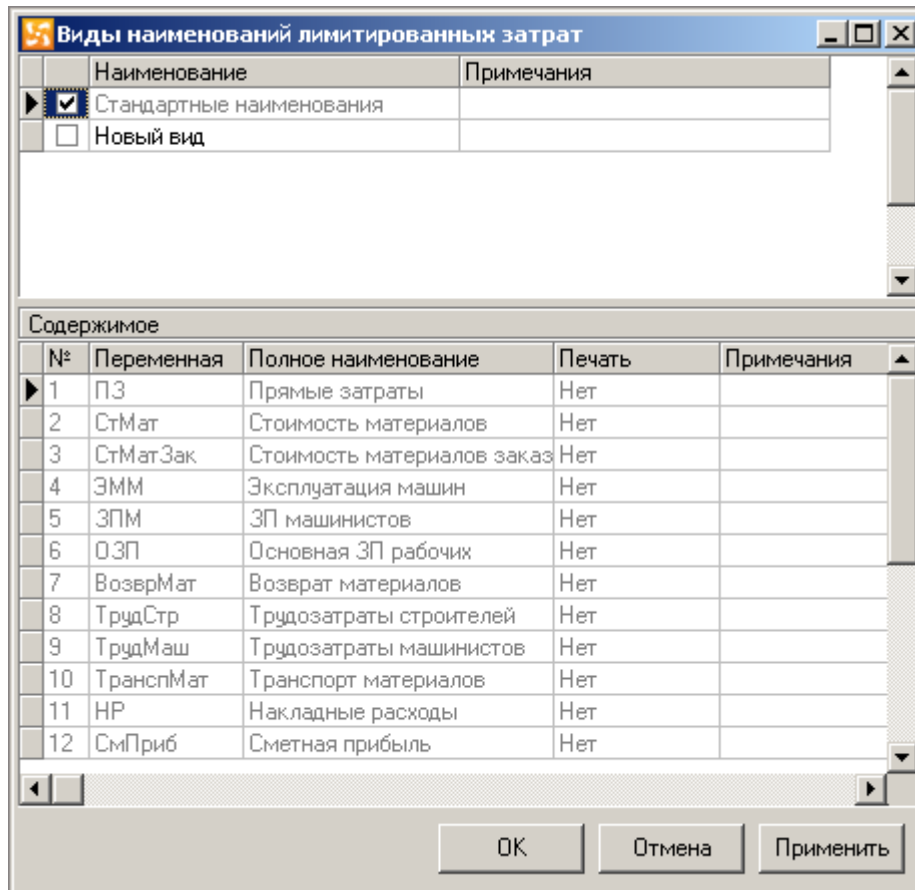 Виды наименований лимитированных затрат
Наименование Примечания
Стандартные наименования
Новый вид
Содержимое
№ Переменная Полное наименование Печать Примечания
1 ПЗ Прямые затраты Нет
2 СтМат Стоимость материалов Нет
3 СтМатЗак Стоимость материалов заказ Нет
4 ЭММ Эксплуатация машин Нет
5 ЗПМ ЗП машинистов Нет
6 ОЗП Основная ЗП рабочих Нет
7 ВозврМат Возврат материалов Нет
8 ТрудСтр Трудозатраты строителей Нет
9 ТрудМаш Трудозатраты машинистов Нет
10 ТранспМат Транспорт материалов Нет
11 НР Накладные расходы Нет
12 СмПриб Сметная прибыль Нет
ОК Отмена Применить